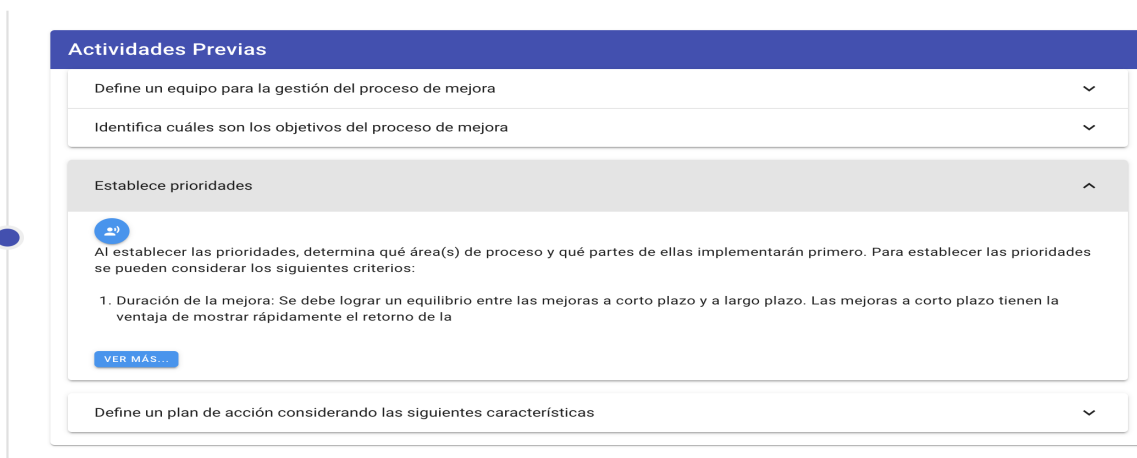 Actividades Previas
Define un equipo para la gestión del proceso de mejora
Identifica cuáles son los objetivos del proceso de mejora
Establece prioridades
Al establecer las prioridades, determina qué área(s) de proceso y qué partes de ellas implementarán primero. Para establecer las prioridades
se pueden considerar los siguientes criterios:
1. Duración de la mejora: Se debe lograr un equilibrio entre las mejoras a corto plazo y a largo plazo. Las mejoras a corto plazo tienen la
ventaja de mostrar rápidamente el retorno de la
VER MÁS...
Define un plan de acción considerando las siguientes características